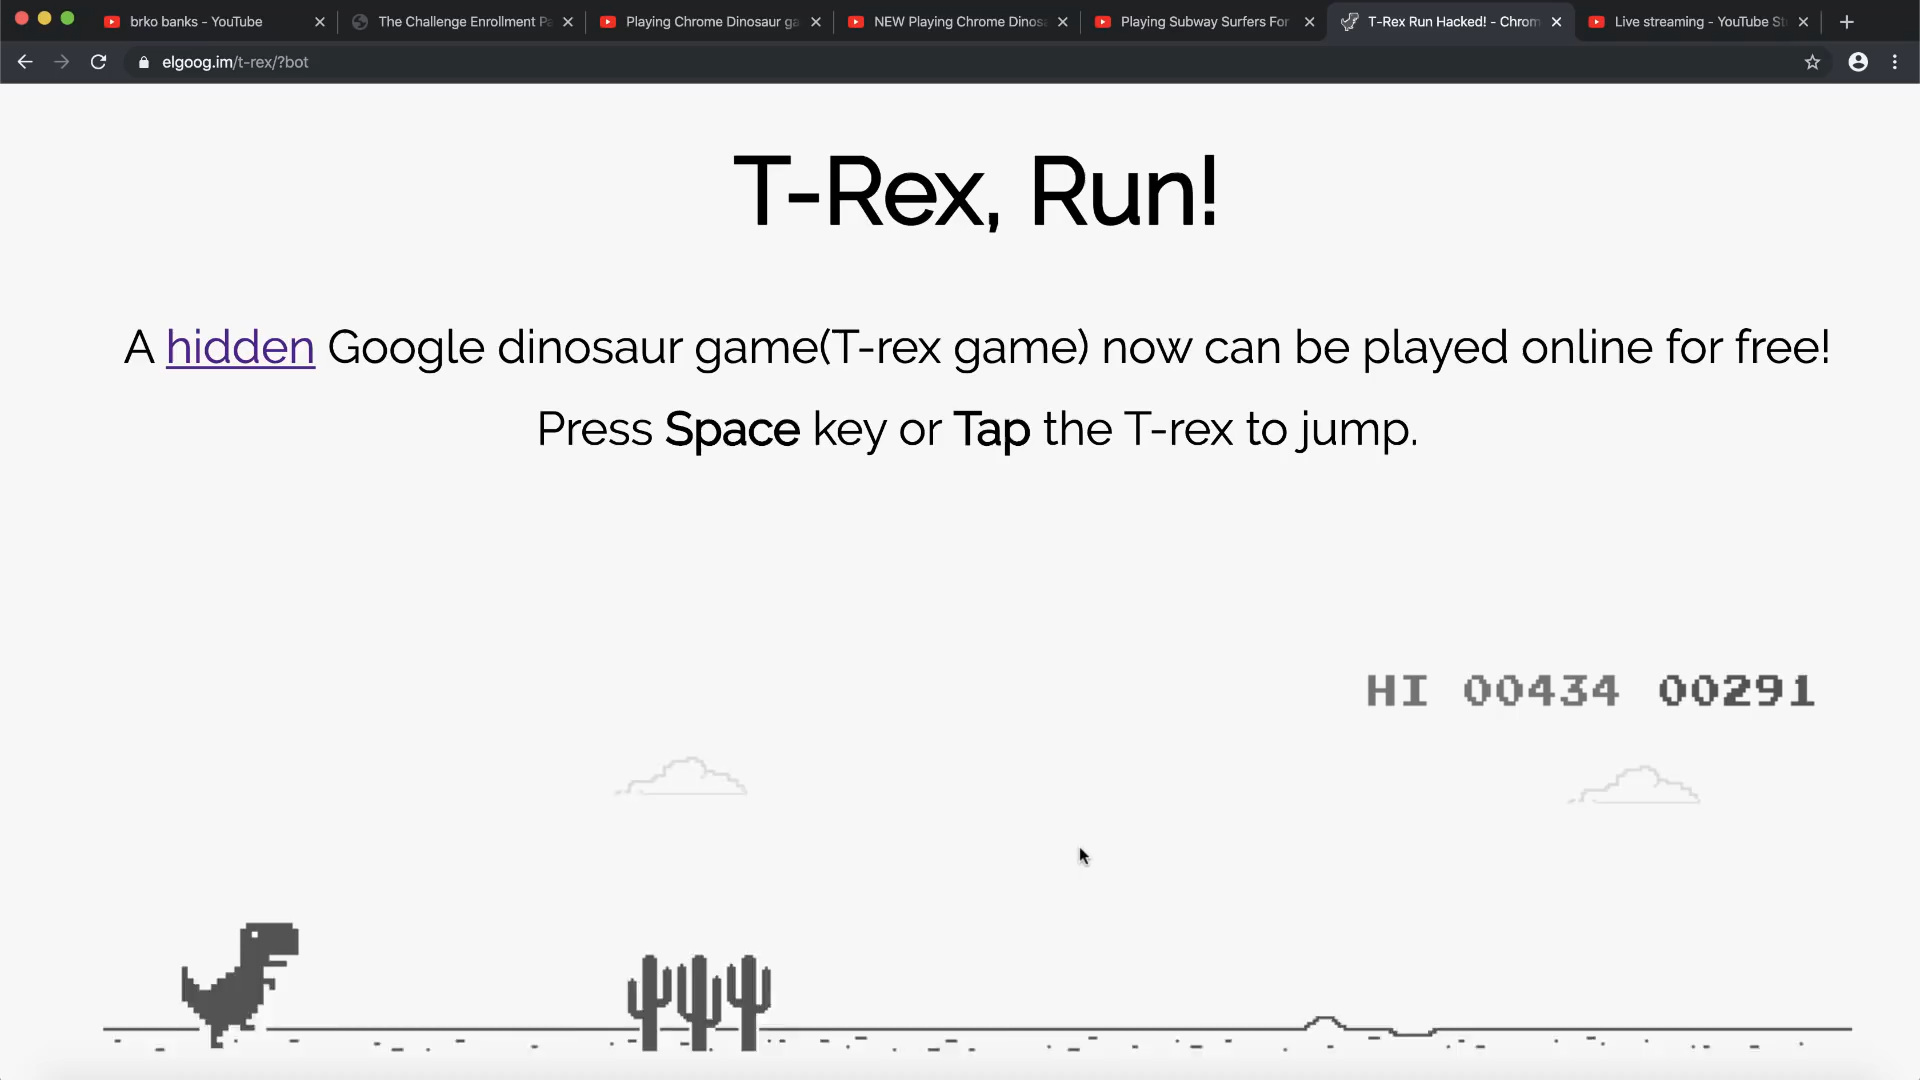 brko banks - YouTube
The Challenge Enrollment Pa
Playing Chrome Dinosaur ga
NEW Playing Chrome Dinos
Playing Subway Surfers For
T-Rex Run Hacked! - Chrom
Live streaming - YouTube St
elgoog.im/t-rex/?bot
T-Rex, Run!
A hidden Google dinosaur game(T-rex game) now can be played online for free!
Press Space key or Tap the T-rex to jump.
HI 00434 00291